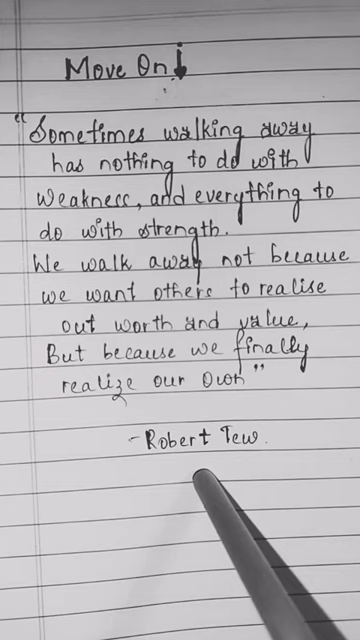 Move On!
"Sometimes walking away
has nothing to do with
weakness, and everything to
do with strength.
We walk away not because
we want others to realise
out worth and value,
But because we finally
realize our own"
-Robert Tew.